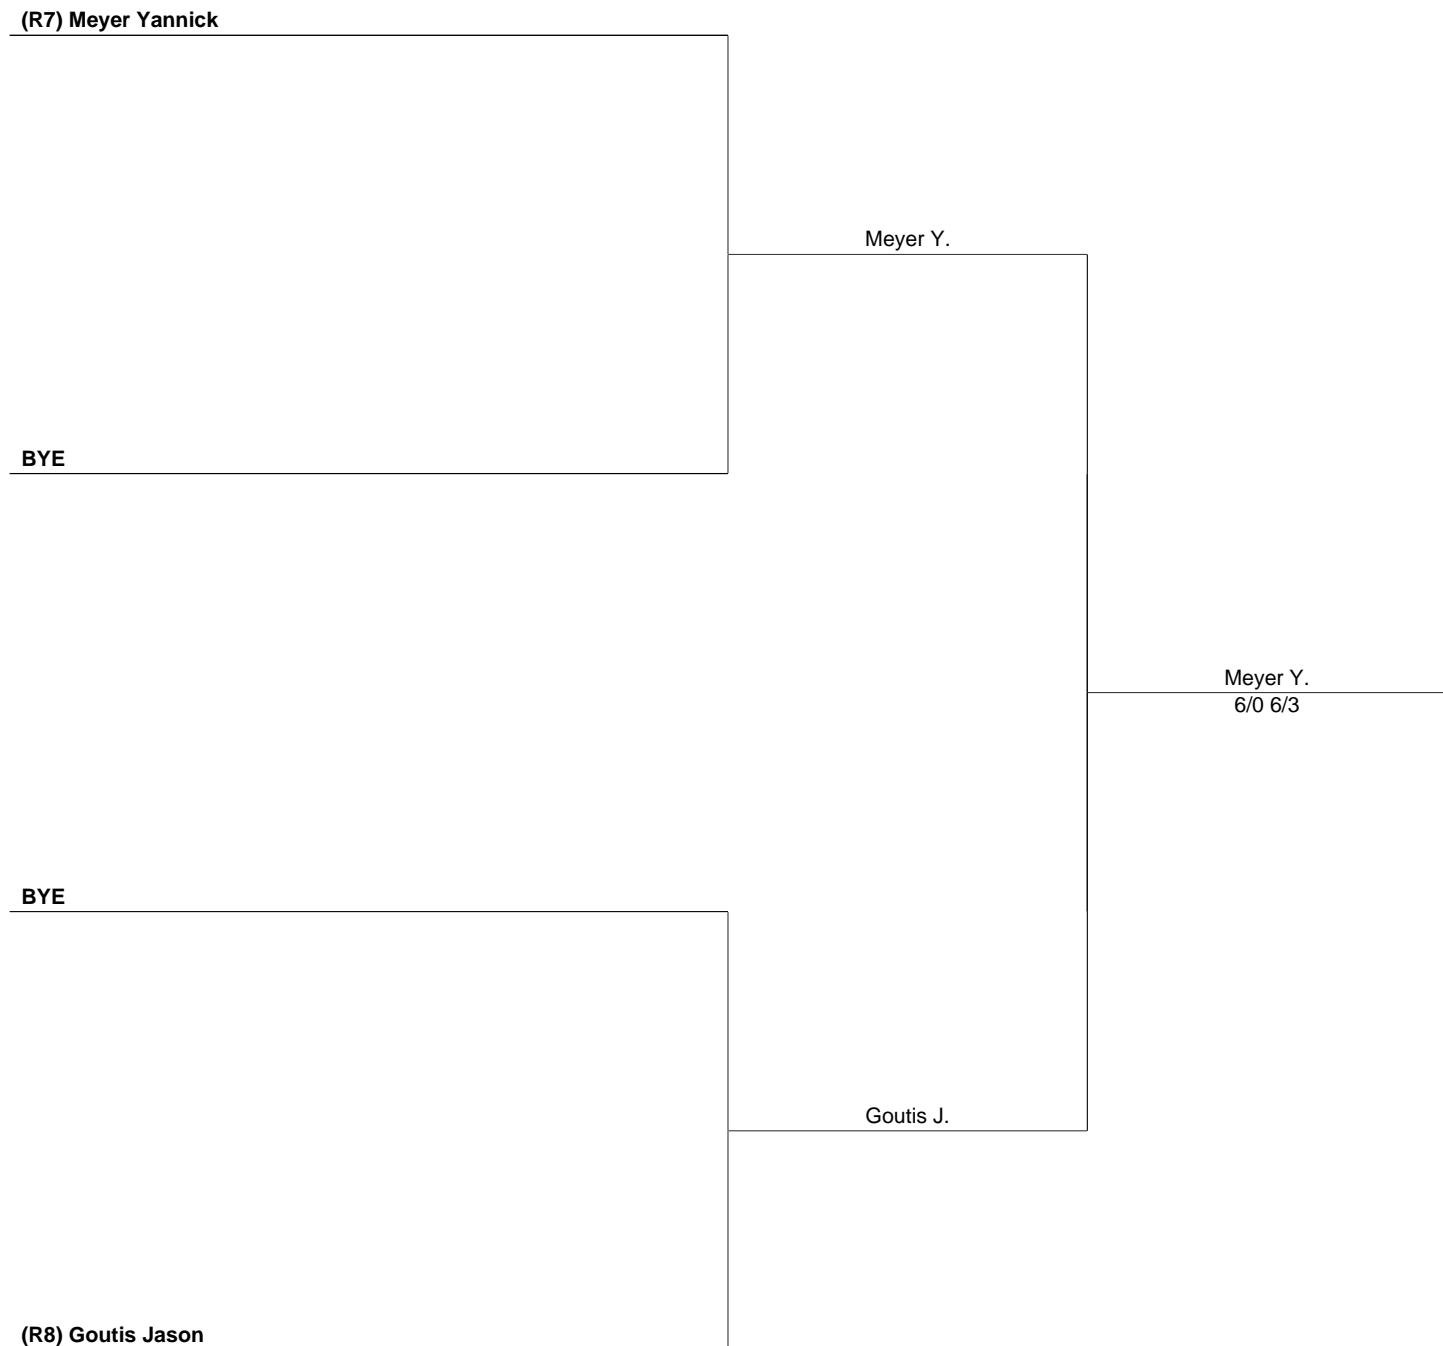 (R7) Meyer Yannick
Meyer Y.
BYE
Meyer Y.
6/0 6/3
BYE
Goutis J.
(R8) Goutis Jason